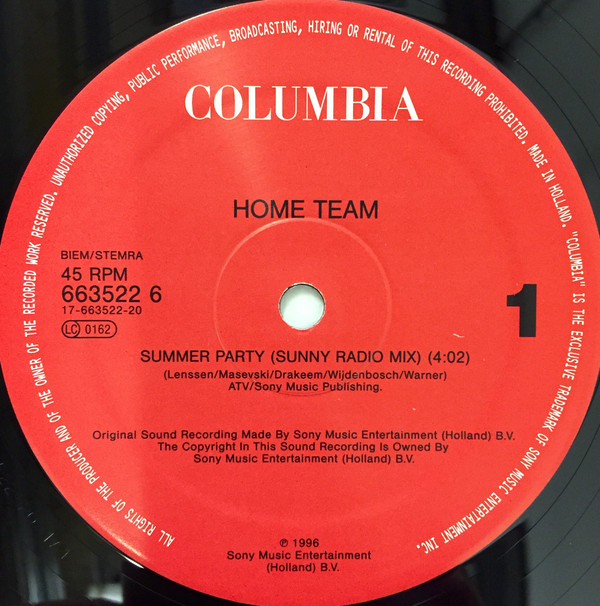 ALL RIGHTS OF THE PRODUCER AND OF THE OWNER OF THE RECORDED WORK RESERVED. UNAUTHORIZED COPYING, PUBLIC PERFORMANCE, BROADCASTING, HIRING OR RENTAL OF THIS RECORDING PROHIBITED. MADE IN HOLLAND. "COLUMBIA" IS THE EXCLUSIVE TRADEMARK OF SONY MUSIC ENTERTAINMENT INC.
COLUMBIA
HOME TEAM
BIEM/STEMRA
45 RPM
663522 6
17-663522-20
LC 0162
1
SUMMER PARTY (SUNNY RADIO MIX) (4:02)
(Lenssen/Masevski/Drakeem/Wijdenbosch/Warner)
ATV/Sony Music Publishing.
Original Sound Recording Made By Sony Music Entertainment (Holland) B.V.
The Copyright In This Sound Recording Is Owned By
Sony Music Entertainment (Holland) B.V.
℗ 1996
Sony Music Entertainment
(Holland) B.V.